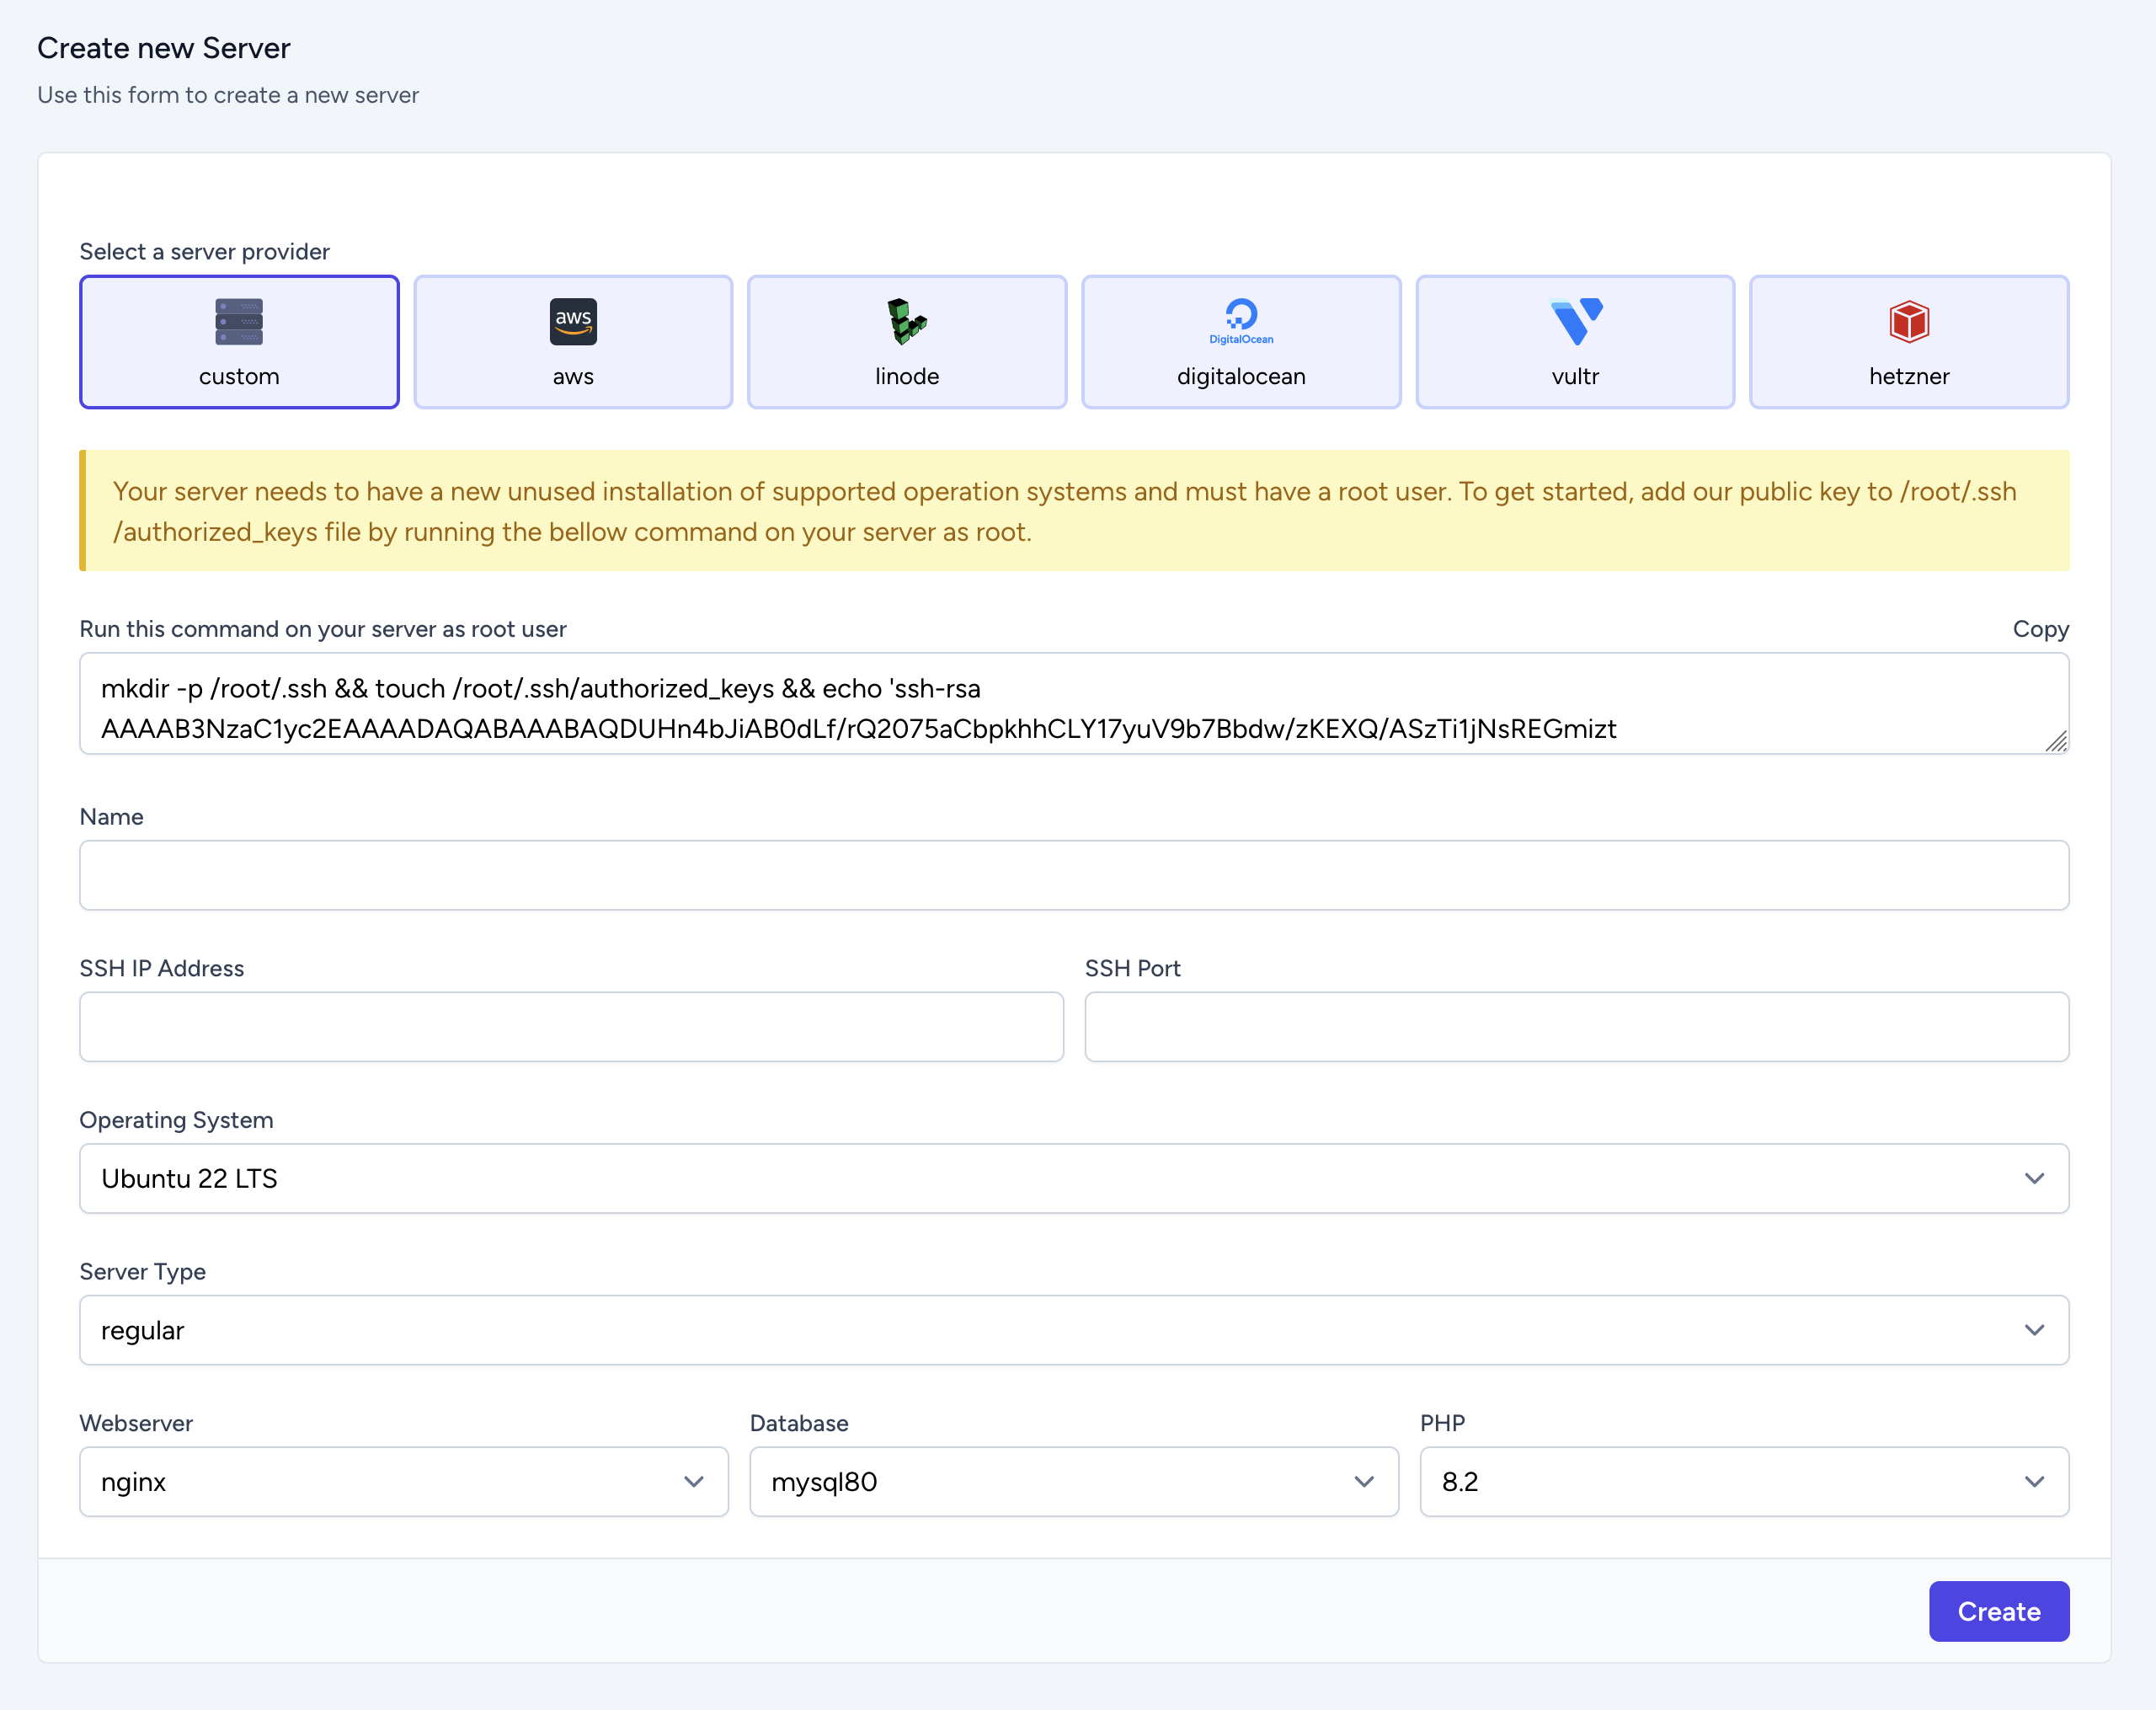 Create new Server
Use this form to create a new server
Select a server provider
custom
aws
aws
linode
DigitalOcean
digitalocean
vultr
hetzner
Your server needs to have a new unused installation of supported operation systems and must have a root user. To get started, add our public key to /root/.ssh
/authorized_keys file by running the bellow command on your server as root.
Run this command on your server as root user
Copy
mkdir -p /root/.ssh && touch /root/.ssh/authorized_keys && echo 'ssh-rsa
AAAAB3NzaC1yc2EAAAADAQABAAABAQDUHn4bJiAB0dLf/rQ2075aCbpkhhCLY17yuV9b7Bbdw/zKEXQ/ASzTi1jNsREGmizt
Name
SSH IP Address
SSH Port
Operating System
Ubuntu 22 LTS
Server Type
regular
Webserver
Database
PHP
nginx
mysql80
8.2
Create